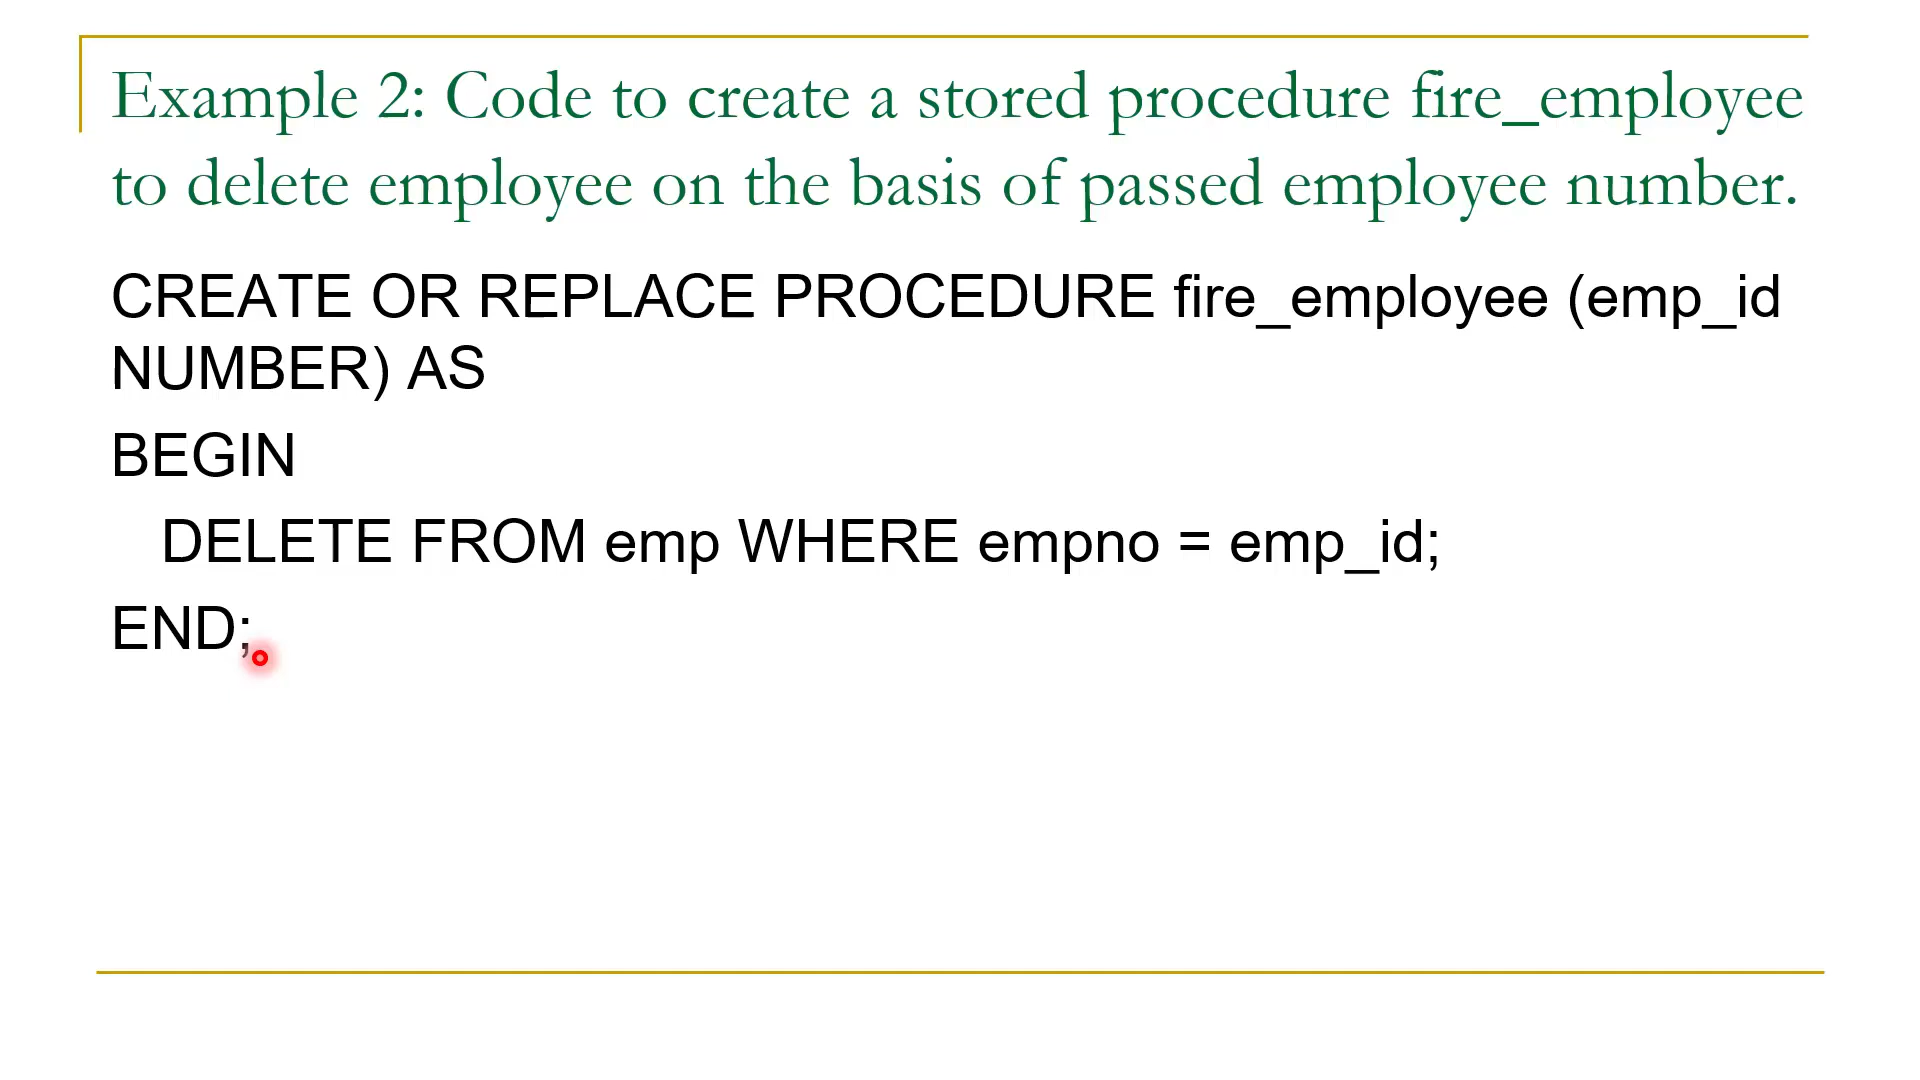 Example 2: Code to create a stored procedure fire_employee
to delete employee on the basis of passed employee number.
CREATE OR REPLACE PROCEDURE fire_employee (emp_id
NUMBER) AS
BEGIN
DELETE FROM emp WHERE empno = emp_id;
END;